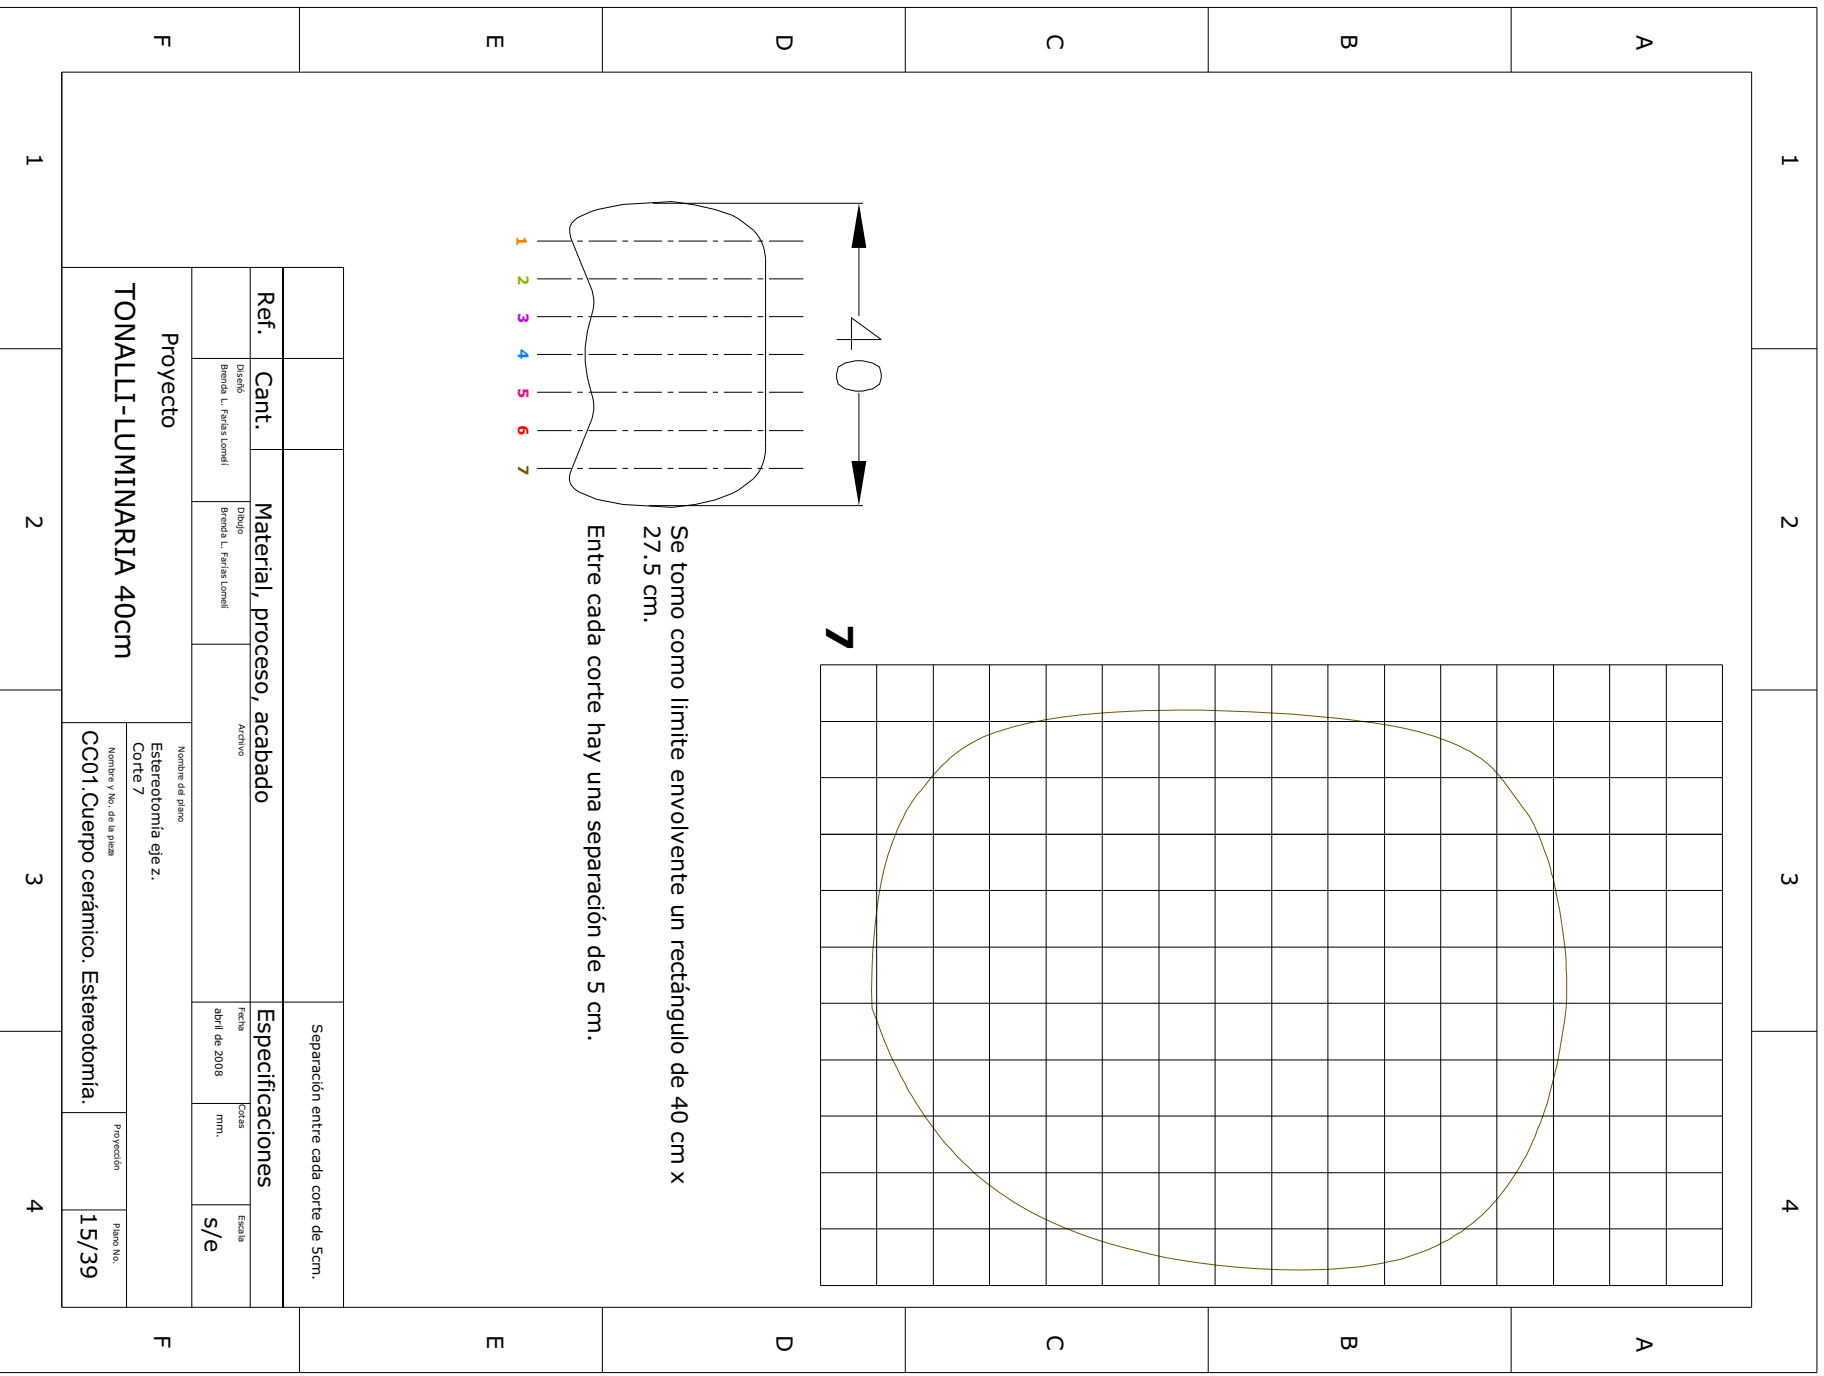 A
B
C
D
E
F
1
2
3
4
1
2
3
4
A
B
C
D
E
F
7
40
1
2
3
4
5
6
7
Se tomo como limite envolvente un rectángulo de 40 cm x
27.5 cm.
Entre cada corte hay una separación de 5 cm.
Separación entre cada corte de 5cm.
Ref.
Cant.
Material, proceso, acabado
Especificaciones
Diseñó
Brenda L. Farias Lomelí
Dibujo
Brenda L. Farias Lomelí
Archivo
Fecha
abril de 2008
Cotas
mm.
Escala
s/e
Proyecto
TONALLI-LUMINARIA 40cm
Nombre del plano
Estereotomía eje z.
Corte 7
Nombre y No. de la pieza
CC01.Cuerpo cerámico. Estereotomía.
Proyección
Plano No.
15/39